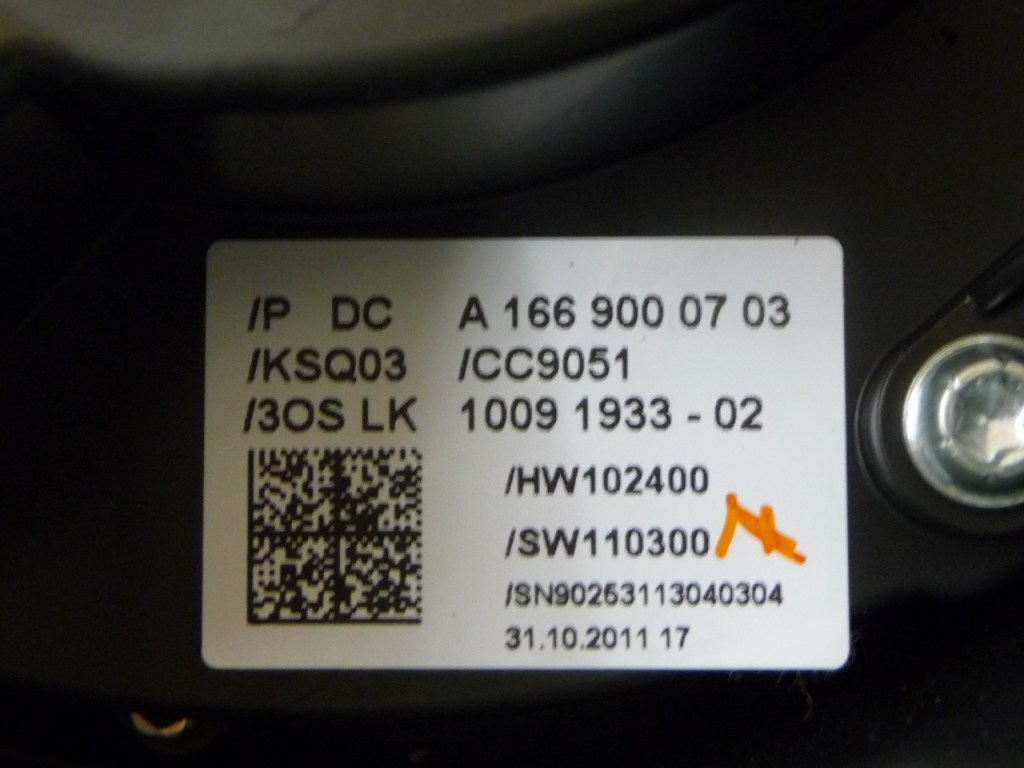 /P DC A 166 900 07 03
/KSQ03 /CC9051
/3OS LK 1009 1933 - 02
/HW102400
/SW110300
/SN90253113040304
31.10.2011 17